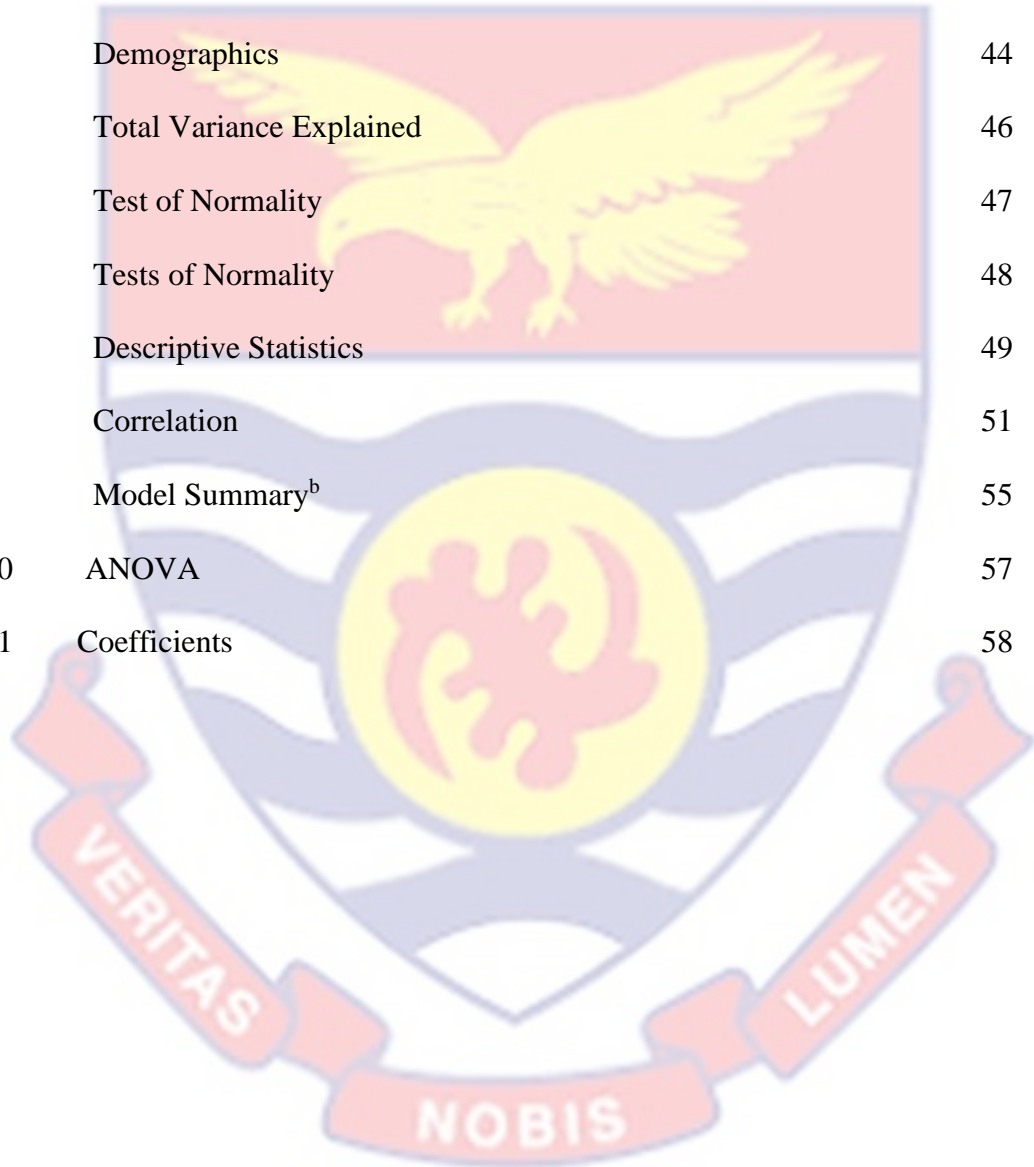 Demographics 44
Total Variance Explained 46
Test of Normality 47
Tests of Normality 48
Descriptive Statistics 49
Correlation 51
Model Summaryᵇ 55
0 ANOVA 57
1 Coefficients 58
VERITAS
NOBIS
LUMEN